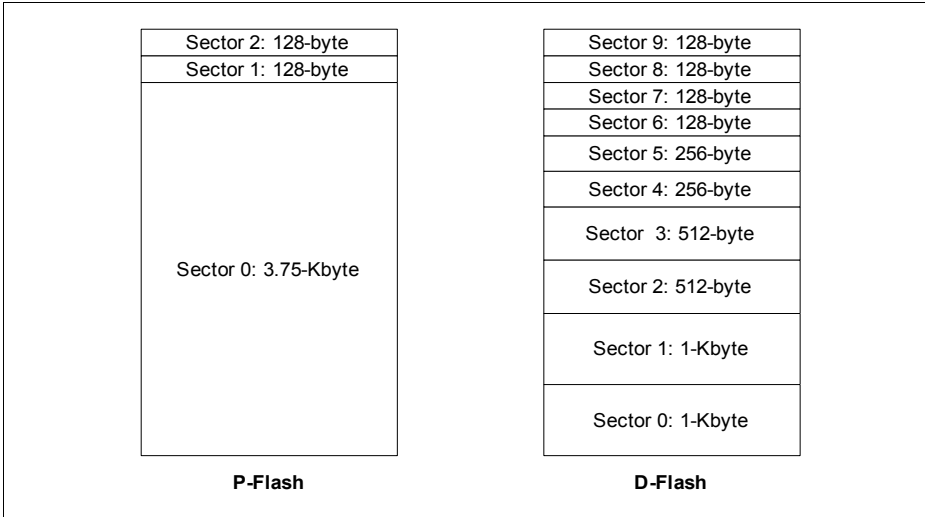 Sector 2: 128-byte
Sector 1: 128-byte
Sector 0: 3.75-Kbyte
P-Flash
Sector 9: 128-byte
Sector 8: 128-byte
Sector 7: 128-byte
Sector 6: 128-byte
Sector 5: 256-byte
Sector 4: 256-byte
Sector 3: 512-byte
Sector 2: 512-byte
Sector 1: 1-Kbyte
Sector 0: 1-Kbyte
D-Flash